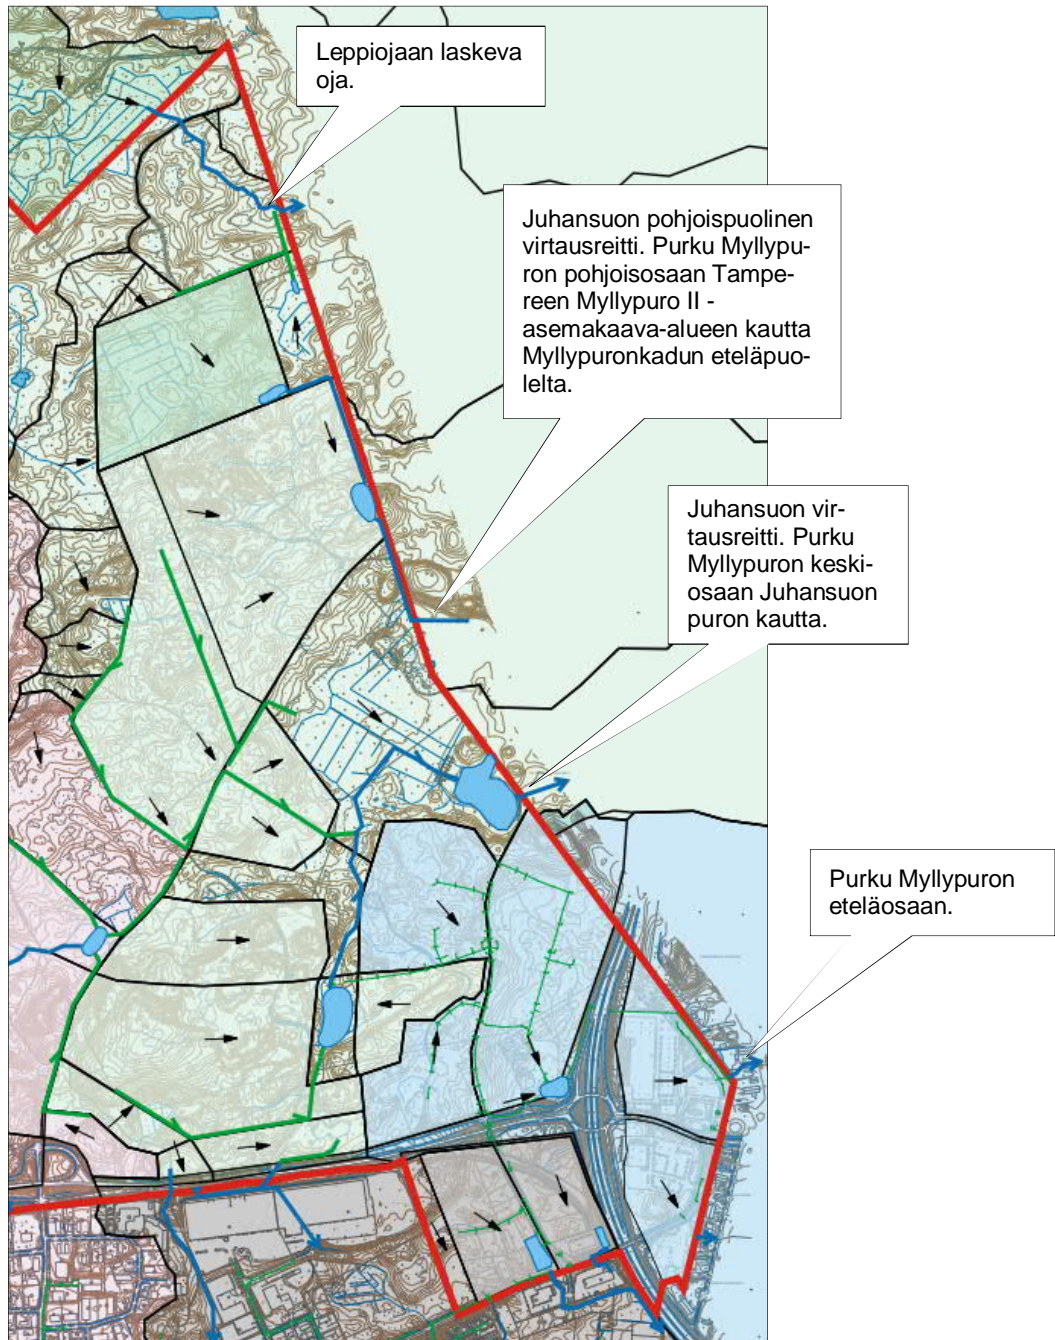 Leppiojaan laskeva
oja.
Juhansuon pohjoispuolinen
virtausreitti. Purku Myllypu-
ron pohjoisosaan Tampe-
reen Myllypuro II -
asemakaava-alueen kautta
Myllypuronkadun eteläpuo-
lelta.
Juhansuon vir-
tausreitti. Purku
Myllypuron keski-
osaan Juhansuon
puron kautta.
Purku Myllypuron
eteläosaan.